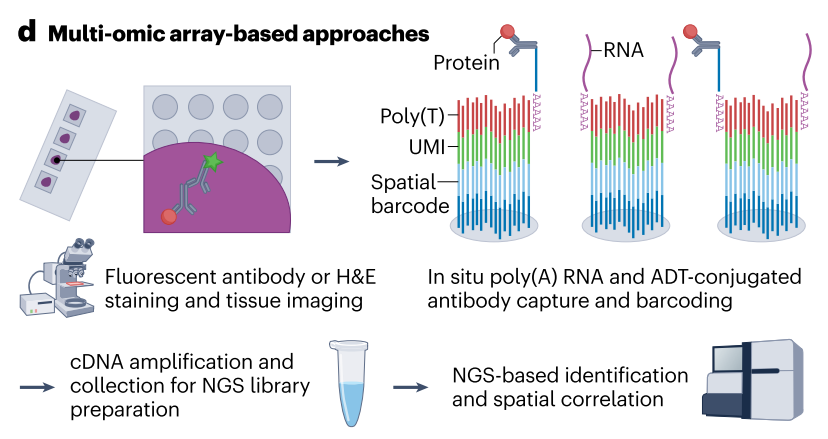 d Multi-omic array-based approaches
Protein
RNA
Poly(T)
UMI
Spatial
barcode
Fluorescent antibody or H&E
staining and tissue imaging
In situ poly(A) RNA and ADT-conjugated
antibody capture and barcoding
cDNA amplification and
collection for NGS library
preparation
NGS-based identification
and spatial correlation